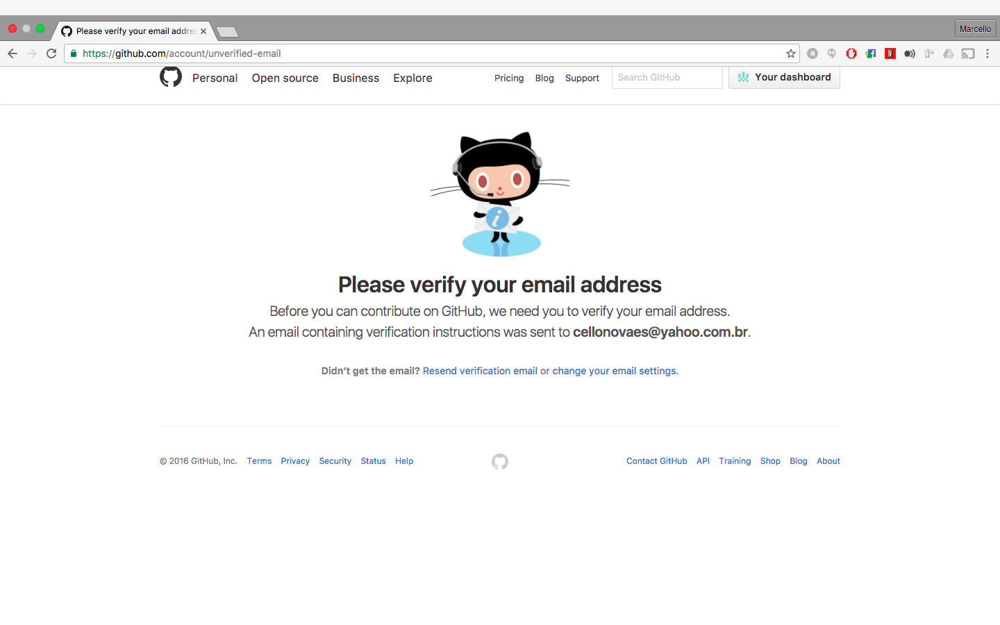 Please verify your email addres
Marcello
https://github.com/account/unverified-email
Personal Open source Business Explore Pricing Blog Support Search GitHub Your dashboard
i
Please verify your email address
Before you can contribute on GitHub, we need you to verify your email address.
An email containing verification instructions was sent to cellonovaes@yahoo.com.br.
Didn't get the email? Resend verification email or change your email settings.
© 2016 GitHub, Inc. Terms Privacy Security Status Help Contact GitHub API Training Shop Blog About